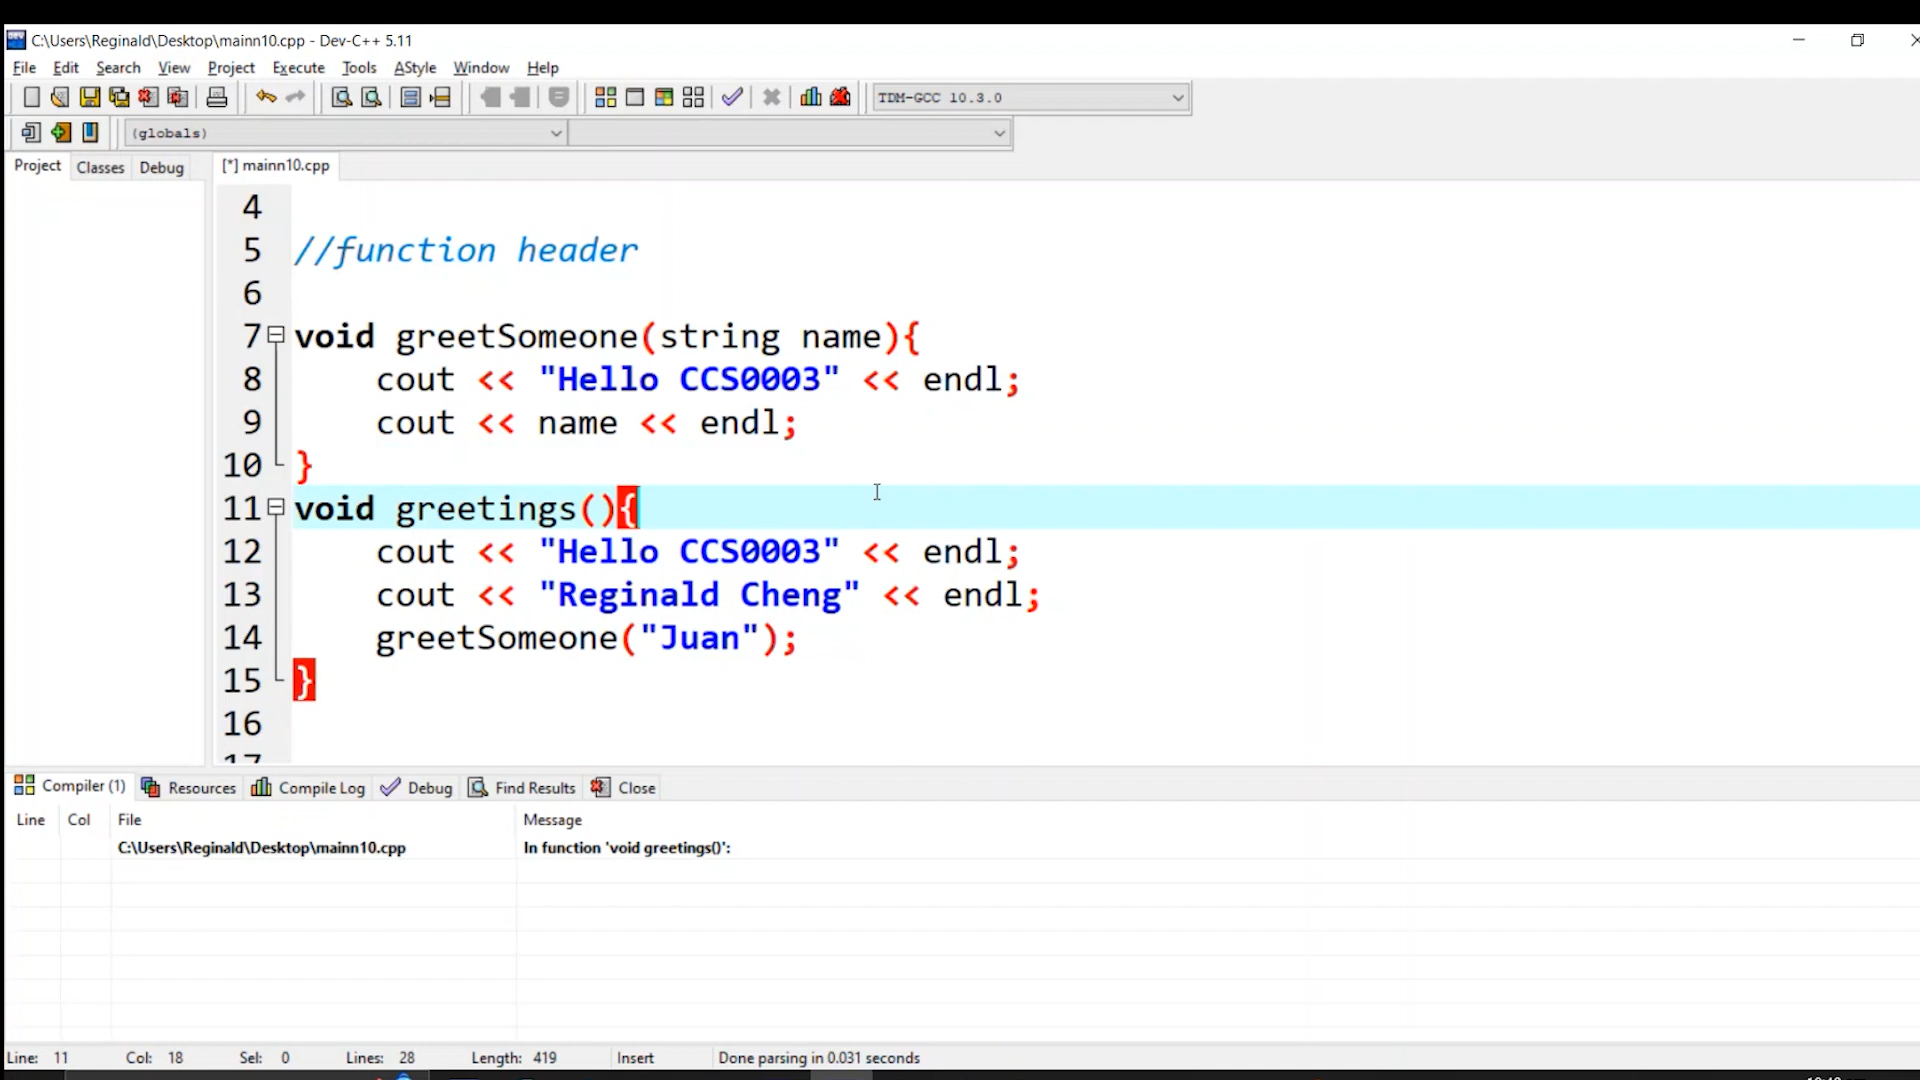 C:\Users\Reginald\Desktop\mainn10.cpp - Dev-C++ 5.11
File Edit Search View Project Execute Tools AStyle Window Help
TDM-GCC 10.3.0
(globals)
Project Classes Debug [*] mainn10.cpp
4
5 //function header
6
7 void greetSomeone(string name){
8 cout << "Hello CCS0003" << endl;
9 cout << name << endl;
10 }
11 void greetings(){
12 cout << "Hello CCS0003" << endl;
13 cout << "Reginald Cheng" << endl;
14 greetSomeone("Juan");
15 }
16
17
Compiler (1) Resources Compile Log Debug Find Results Close
Line Col File Message
C:\Users\Reginald\Desktop\mainn10.cpp In function 'void greetings()':
Line: 11 Col: 18 Sel: 0 Lines: 28 Length: 419 Insert Done parsing in 0.031 seconds